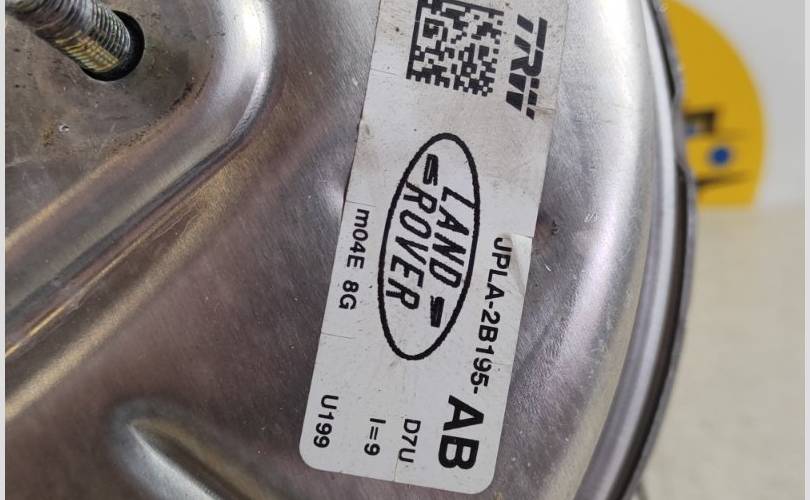 TRW
LAND
ROVER
JPLA-2B195-AB
m04E 8G
D7U
I=9
U199